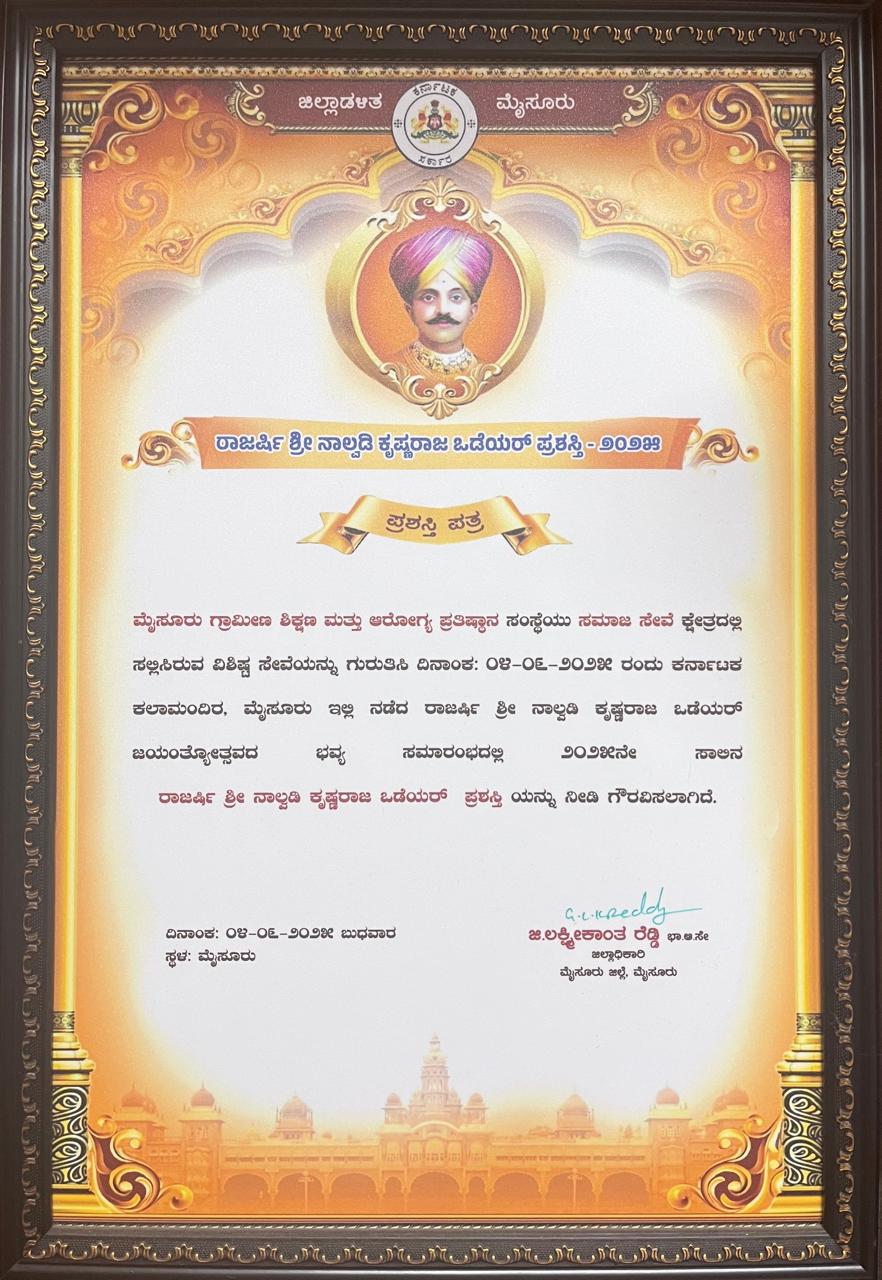 ಜಿಲ್ಲಾಡಳಿತ ಮೈಸೂರು
ಕರ್ನಾಟಕ
ಸರ್ಕಾರ
ರಾಜರ್ಷಿ ಶ್ರೀ ನಾಲ್ವಡಿ ಕೃಷ್ಣರಾಜ ಒಡೆಯರ್ ಪ್ರಶಸ್ತಿ - ೨೦೨೫
ಪ್ರಶಸ್ತಿ ಪತ್ರ
ಮೈಸೂರು ಗ್ರಾಮೀಣ ಶಿಕ್ಷಣ ಮತ್ತು ಆರೋಗ್ಯ ಪ್ರತಿಷ್ಠಾನ ಸಂಸ್ಥೆಯು ಸಮಾಜ ಸೇವೆ ಕ್ಷೇತ್ರದಲ್ಲಿ
ಸಲ್ಲಿಸಿರುವ ವಿಶಿಷ್ಟ ಸೇವೆಯನ್ನು ಗುರುತಿಸಿ ದಿನಾಂಕ: ೦೪-೦೬-೨೦೨೫ ರಂದು ಕರ್ನಾಟಕ
ಕಲಾಮಂದಿರ, ಮೈಸೂರು ಇಲ್ಲಿ ನಡೆದ ರಾಜರ್ಷಿ ಶ್ರೀ ನಾಲ್ವಡಿ ಕೃಷ್ಣರಾಜ ಒಡೆಯರ್
ಜಯಂತ್ಯೋತ್ಸವದ ಭವ್ಯ ಸಮಾರಂಭದಲ್ಲಿ ೨೦೨೫ನೇ ಸಾಲಿನ
ರಾಜರ್ಷಿ ಶ್ರೀ ನಾಲ್ವಡಿ ಕೃಷ್ಣರಾಜ ಒಡೆಯರ್ ಪ್ರಶಸ್ತಿ ಯನ್ನು ನೀಡಿ ಗೌರವಿಸಲಾಗಿದೆ.
G.L.K Reddy
ದಿನಾಂಕ: ೦೪-೦೬-೨೦೨೫ ಬುಧವಾರ
ಸ್ಥಳ: ಮೈಸೂರು
ಜಿ.ಲಕ್ಷ್ಮೀಕಾಂತ ರೆಡ್ಡಿ ಭಾ.ಆ.ಸೇ
ಜಿಲ್ಲಾಧಿಕಾರಿ
ಮೈಸೂರು ಜಿಲ್ಲೆ, ಮೈಸೂರು